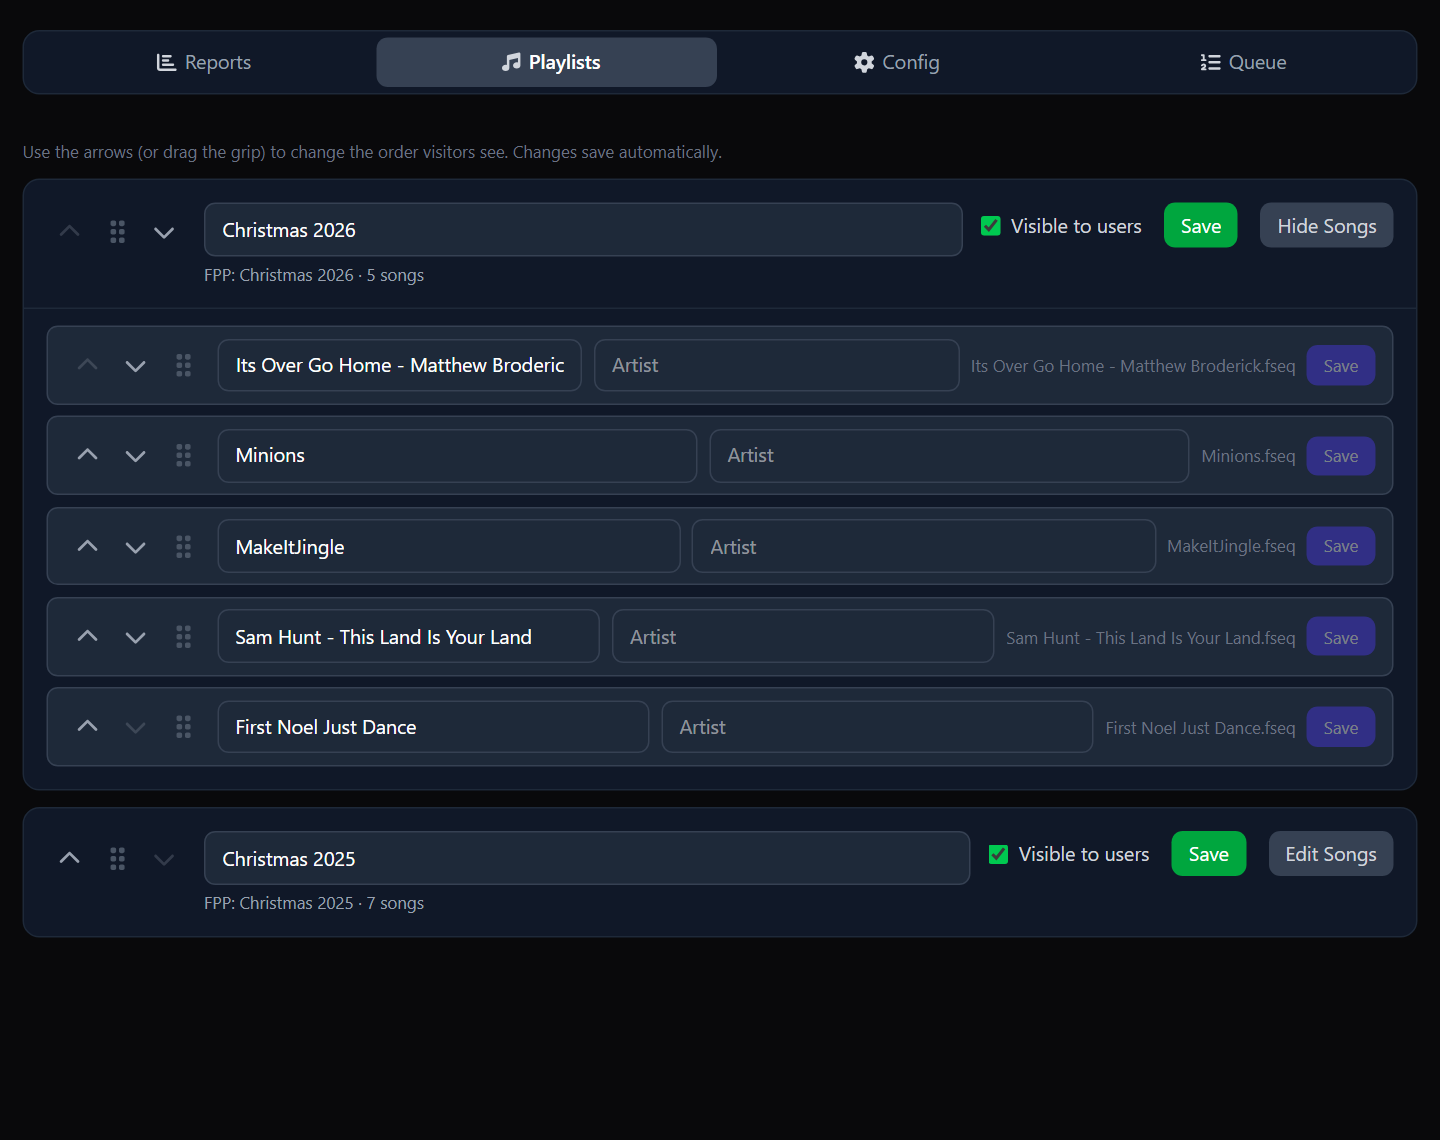 Reports Playlists Config Queue
Use the arrows (or drag the grip) to change the order visitors see. Changes save automatically.
Christmas 2026 Visible to users Save Hide Songs
FPP: Christmas 2026 · 5 songs
Its Over Go Home - Matthew Broderic Artist Its Over Go Home - Matthew Broderick.fseq Save
Minions Artist Minions.fseq Save
MakeItJingle Artist MakeItJingle.fseq Save
Sam Hunt - This Land Is Your Land Artist Sam Hunt - This Land Is Your Land.fseq Save
First Noel Just Dance Artist First Noel Just Dance.fseq Save
Christmas 2025 Visible to users Save Edit Songs
FPP: Christmas 2025 · 7 songs